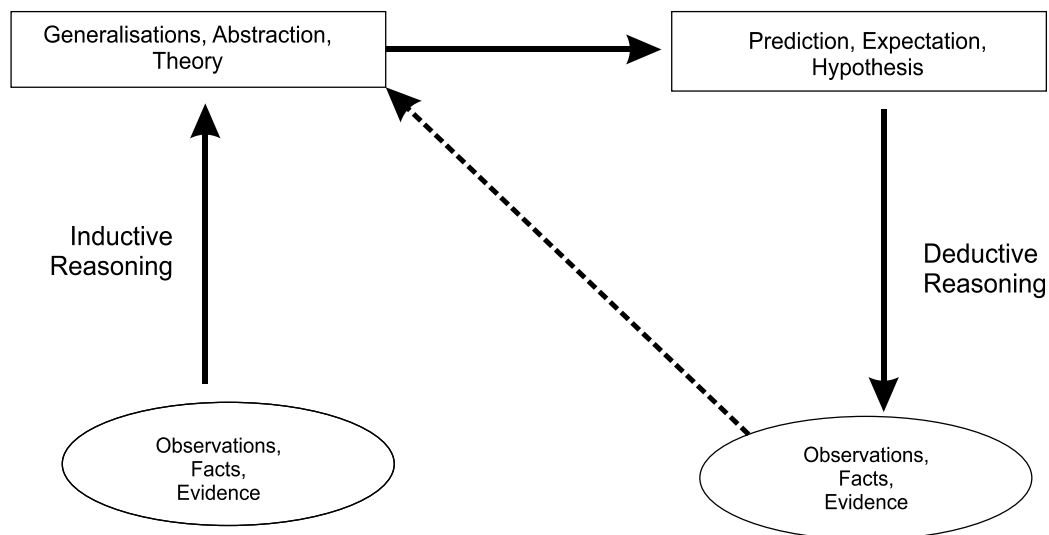 Generalisations, Abstraction,
Theory
Prediction, Expectation,
Hypothesis
Inductive
Reasoning
Deductive
Reasoning
Observations,
Facts,
Evidence
Observations,
Facts,
Evidence